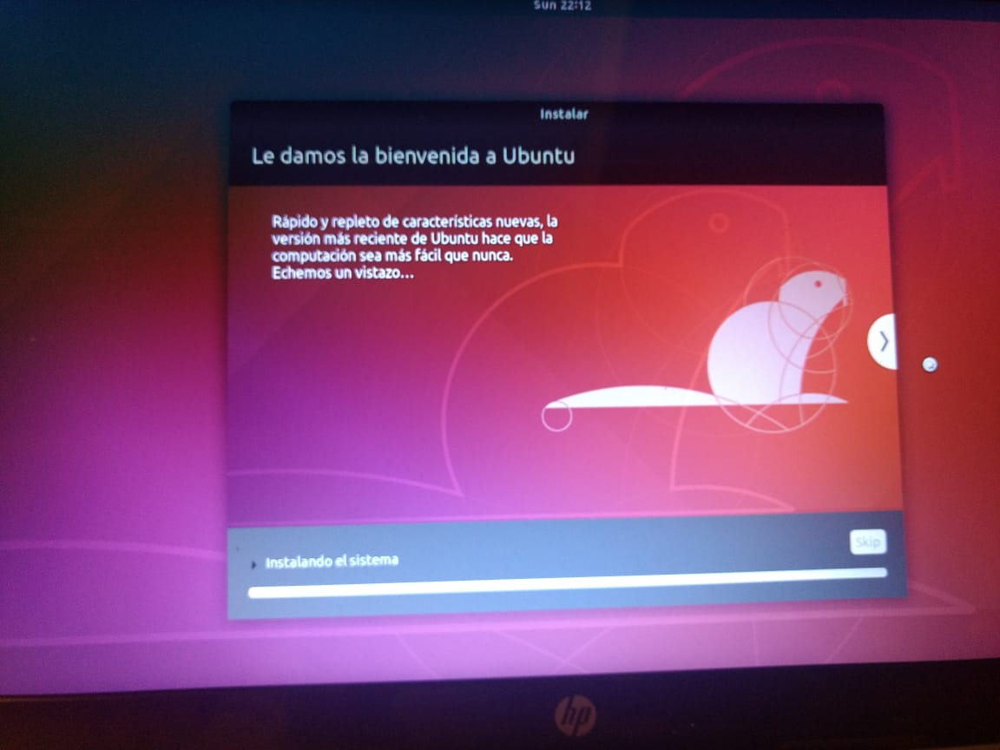 Sun 22:12
Instalar
Le damos la bienvenida a Ubuntu
Rápido y repleto de características nuevas, la
versión más reciente de Ubuntu hace que la
computación sea más fácil que nunca.
Echemos un vistazo...
Instalando el sistema
Skip
hp